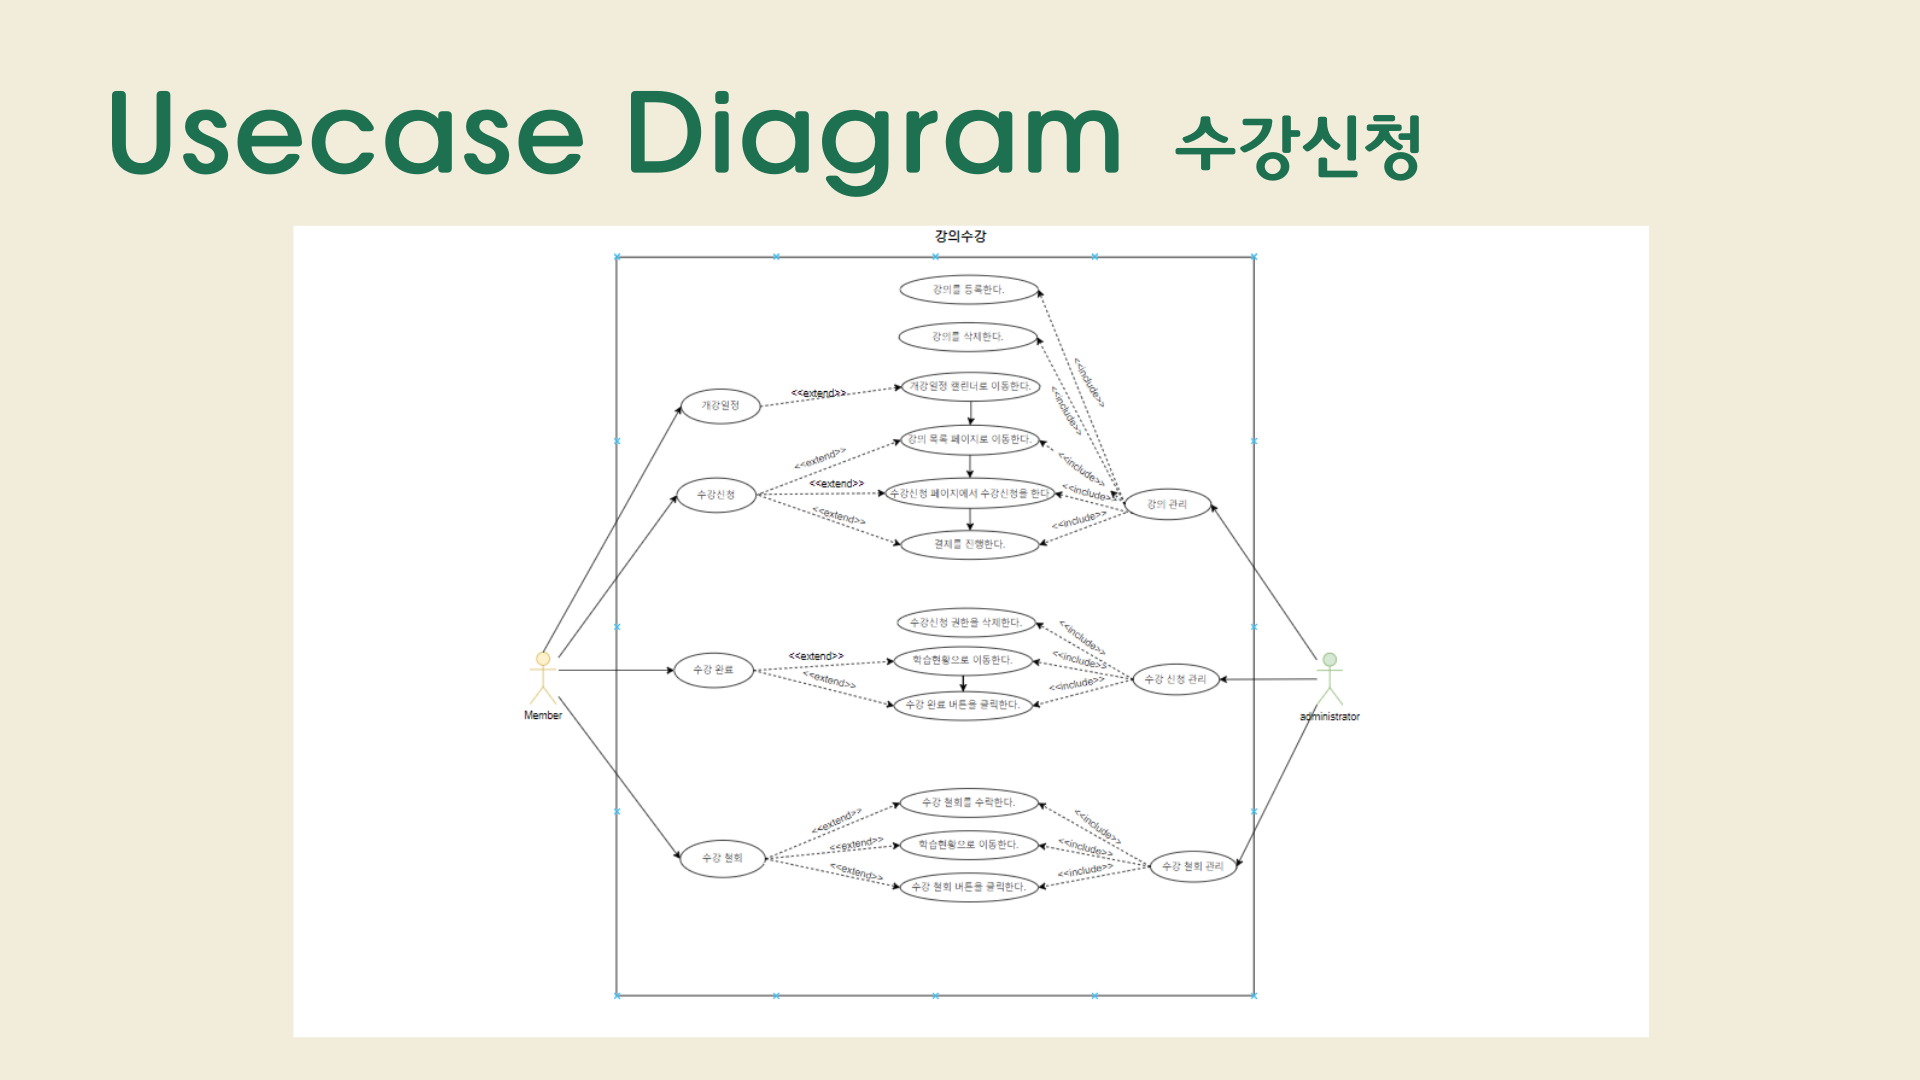 Usecase Diagram 수강신청
강의수강
강의를 등록한다.
강의를 삭제한다.
<<include>>
<<include>>
개강일정
<<extend>>
개강일정 캘린너로 이동한다.
강의 목록 페이지로 이동한다.
<<extend>>
<<include>>
수강신청
<<extend>>
수강신청 페이지에서 수강신청을 한다
<<include>>
강의 관리
<<extend>>
<<include>>
결제를 진행한다.
수강신청 권한을 삭제한다.
<<include>>
수강 완료
<<extend>>
학습현황으로 이동한다.
<<include>>
수강 신청 관리
<<extend>>
수강 완료 버튼을 클릭한다.
<<include>>
Member
administrator
수강 철회를 수락한다.
<<extend>>
<<include>>
수강 철회
<<extend>>
학습현황으로 이동한다.
<<include>>
수강 철회 관리
<<extend>>
수강 철회 버튼을 클릭한다.
<<include>>